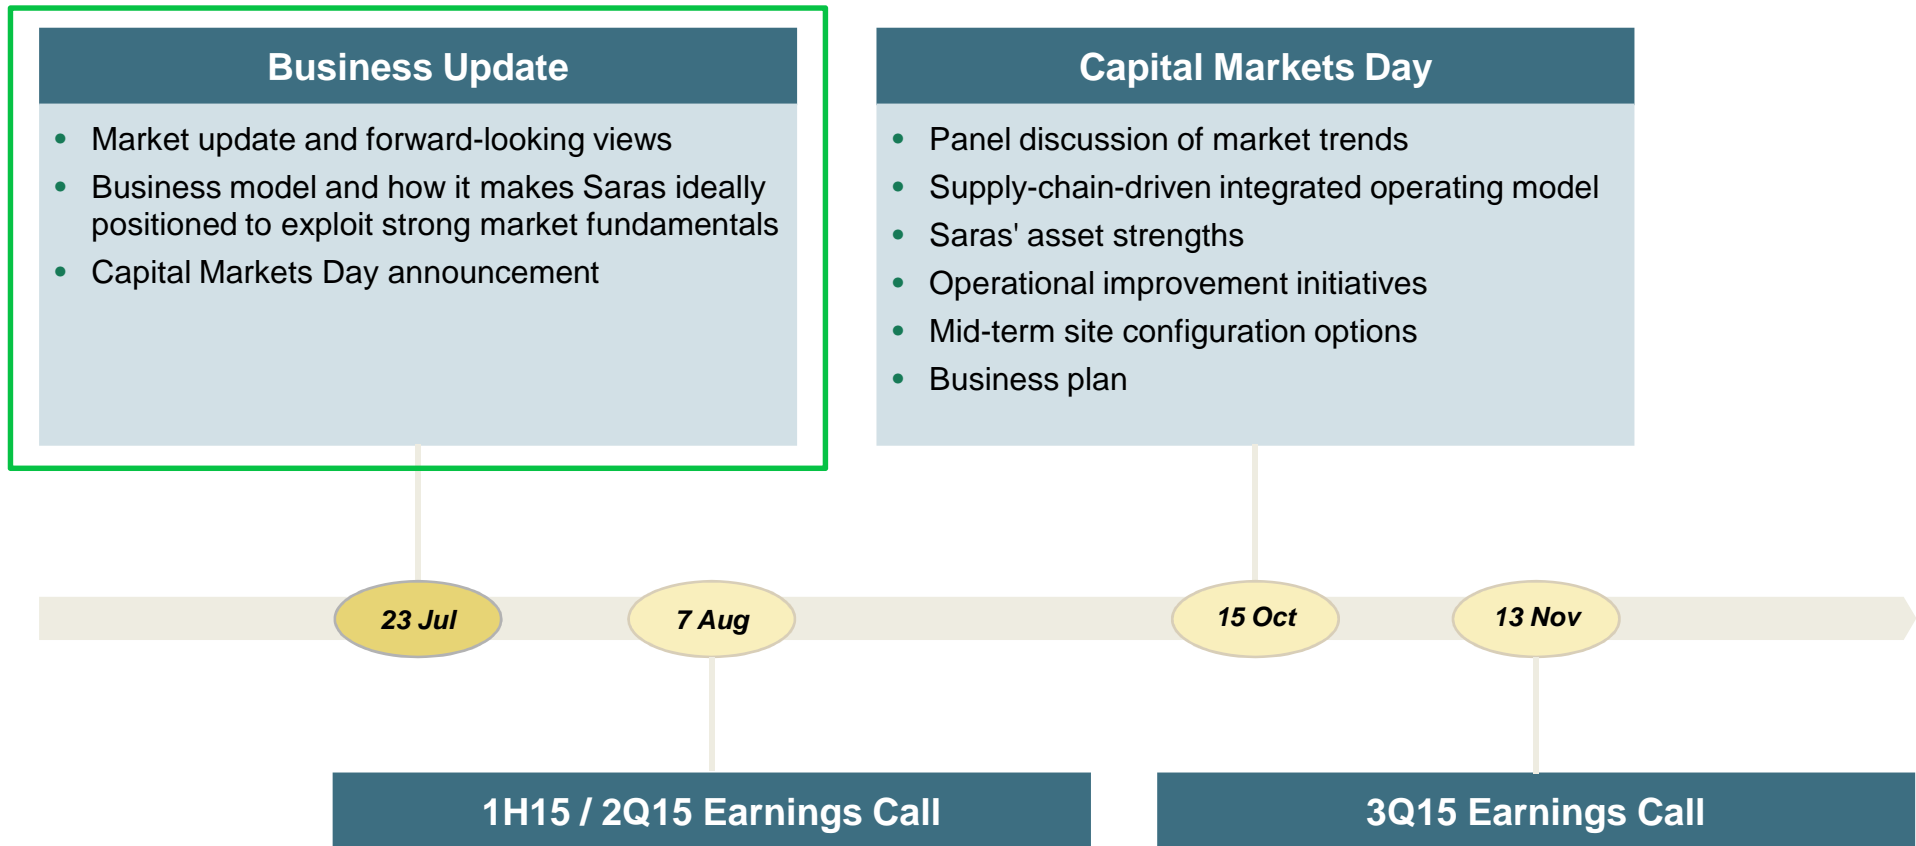 Business Update
• Market update and forward-looking views
• Business model and how it makes Saras ideally
positioned to exploit strong market fundamentals
• Capital Markets Day announcement
Capital Markets Day
• Panel discussion of market trends
• Supply-chain-driven integrated operating model
• Saras' asset strengths
• Operational improvement initiatives
• Mid-term site configuration options
• Business plan
23 Jul
7 Aug
15 Oct
13 Nov
1H15 / 2Q15 Earnings Call
3Q15 Earnings Call